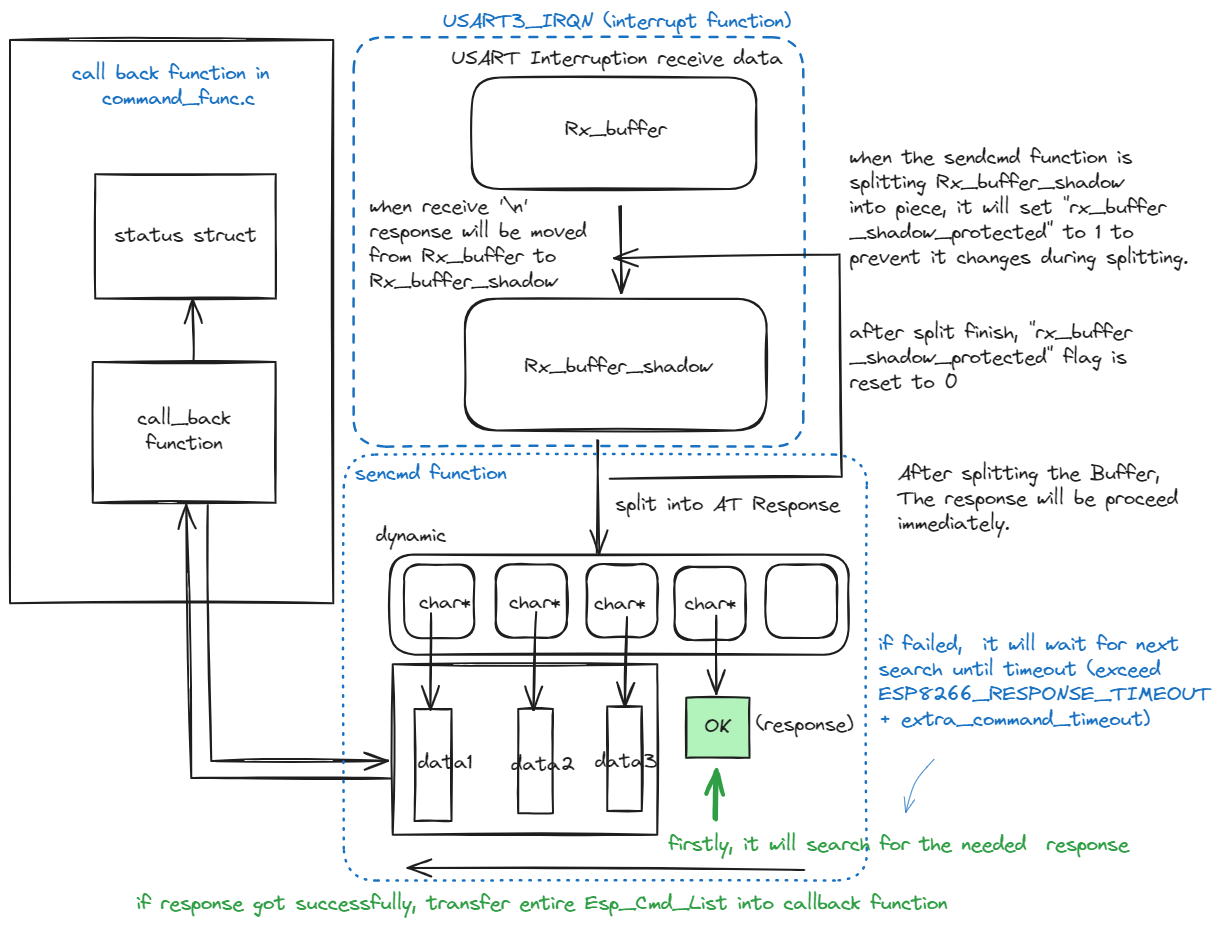 USART3_IRQN (interrupt function)
call back function in
command_func.c
status struct
call_back
function
USART Interruption receive data
Rx_buffer
when receive '\n'
response will be moved
from Rx_buffer to
Rx_buffer_shadow
Rx_buffer_shadow
when the sendcmd function is
splitting Rx_buffer_shadow
into piece, it will set "rx_buffer
_shadow_protected" to 1 to
prevent it changes during splitting.
after split finish, "rx_buffer
_shadow_protected" flag is
reset to 0
sencmd function
split into AT Response
After splitting the Buffer,
The response will be proceed
immediately.
dynamic
char*
char*
char*
char*
data1
data2
data3
OK
(response)
if failed, it will wait for next
search until timeout (exceed
ESP8266_RESPONSE_TIMEOUT
+ extra_command_timeout)
firstly, it will search for the needed response
if response got successfully, transfer entire Esp_Cmd_List into callback function